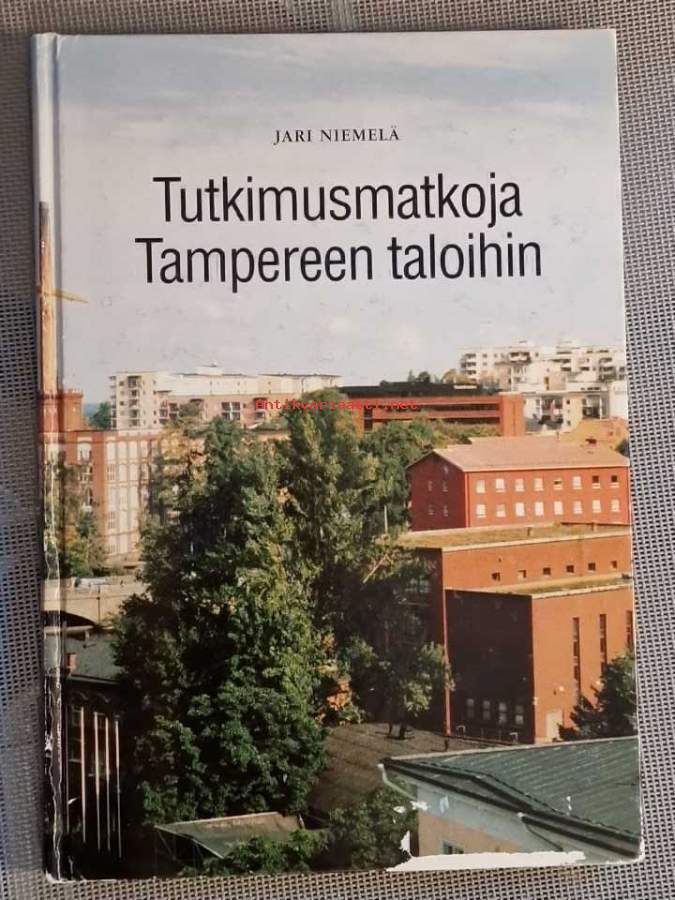 JARI NIEMELÄ
Tutkimusmatkoja
Tampereen taloihin
Antikvariaatti.net